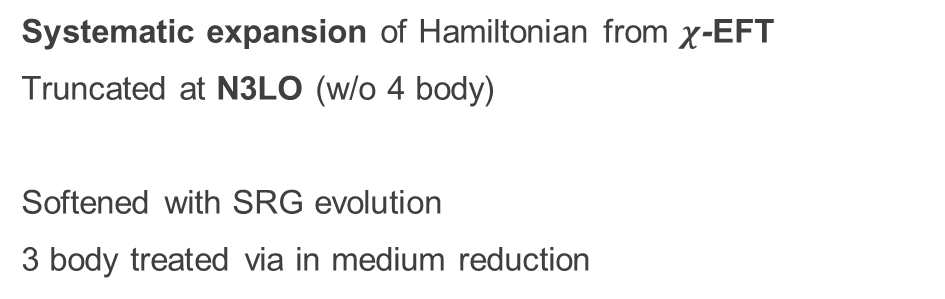 Systematic expansion of Hamiltonian from χ-EFT
Truncated at N3LO (w/o 4 body)
Softened with SRG evolution
3 body treated via in medium reduction